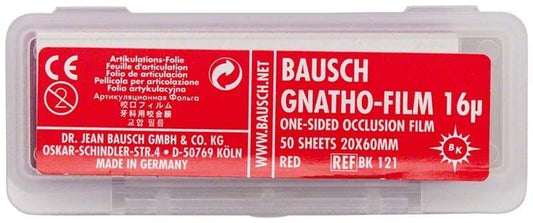 Artikulations-Folie
Feuille d'articulation
Folio de articulación
Pellicola per articolazione
Folia artykulacyjna
Артикуляционная Фольга
咬口フィルム
牙科用咬合膜
교합 필름
DR. JEAN BAUSCH GMBH & CO. KG
OSKAR-SCHINDLER-STR.4 • D-50769 KÖLN
MADE IN GERMANY
WWW.BAUSCH.NET
BAUSCH
GNATHO-FILM 16µ
ONE-SIDED OCCLUSION FILM
50 SHEETS 20X60MM
RED REF BK 121
BK
CE
2